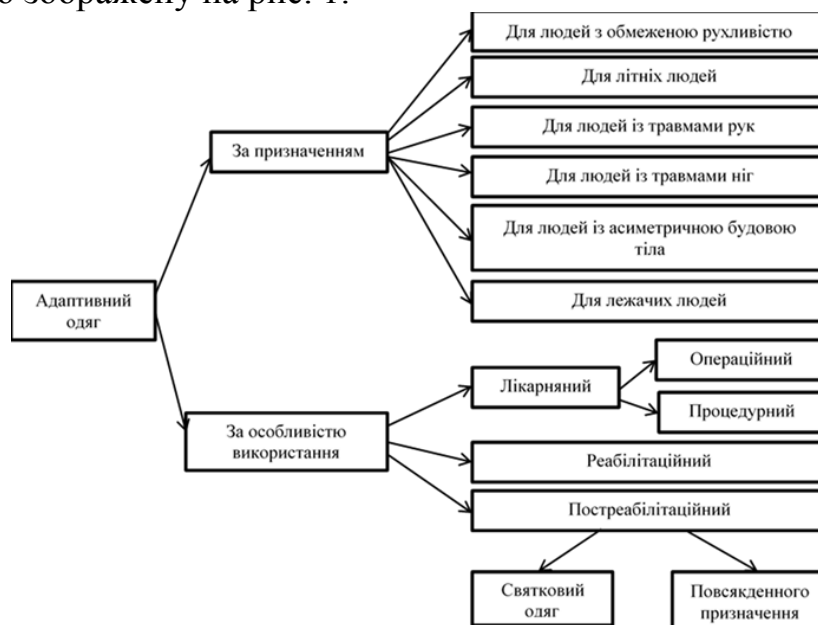 зображену на рис. 1.
Для людей з обмеженою рухливістю
Для літніх людей
Для людей із травмами рук
За призначенням
Для людей із травмами ніг
Для людей із асиметричною будовою
тіла
Адаптивний
одяг
Для лежачих людей
Операційний
Лікарняний
Процедурний
За особливістю
використання
Реабілітаційний
Постреабілітаційний
Святковий
одяг
Повсякденного
призначення